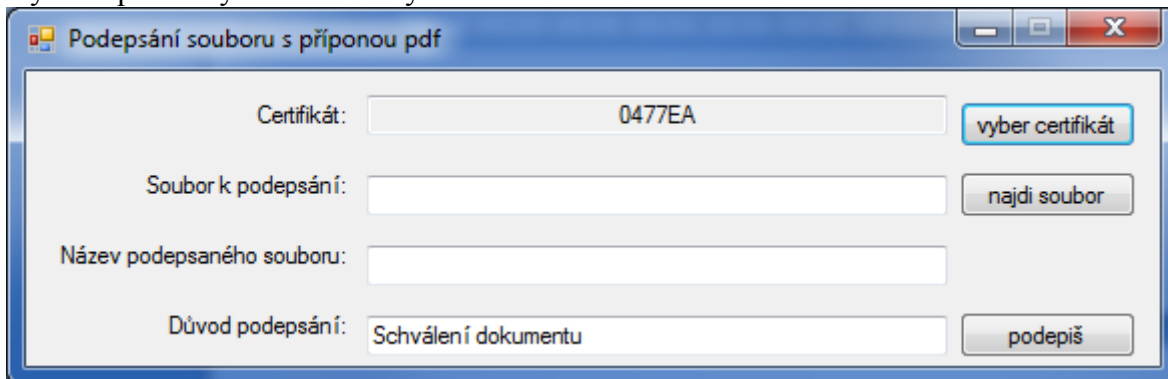 Podepsání souboru s příponou pdf
Certifikát: 0477EA vyber certifikát
Soubor k podepsání: najdi soubor
Název podepsaného souboru:
Důvod podepsání: Schválení dokumentu podepiš